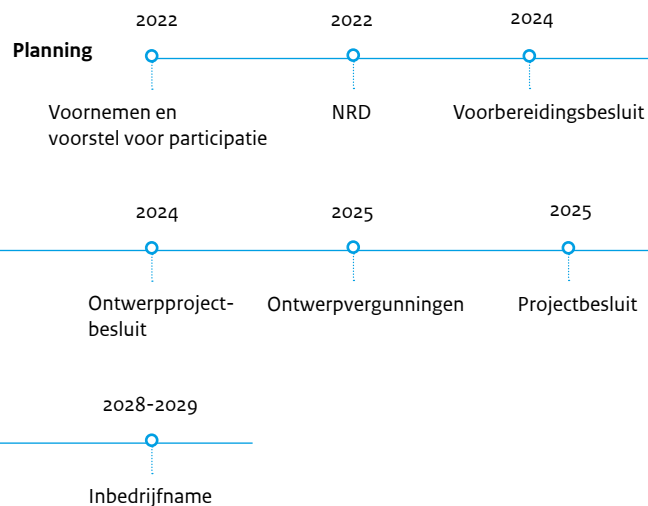 2022
2022
2024
Planning
Voornemen en
voorstel voor participatie
NRD
Voorbereidingsbesluit
2024
2025
2025
Ontwerpproject-
besluit
Ontwerpvergunningen
Projectbesluit
2028-2029
Inbedrijfname